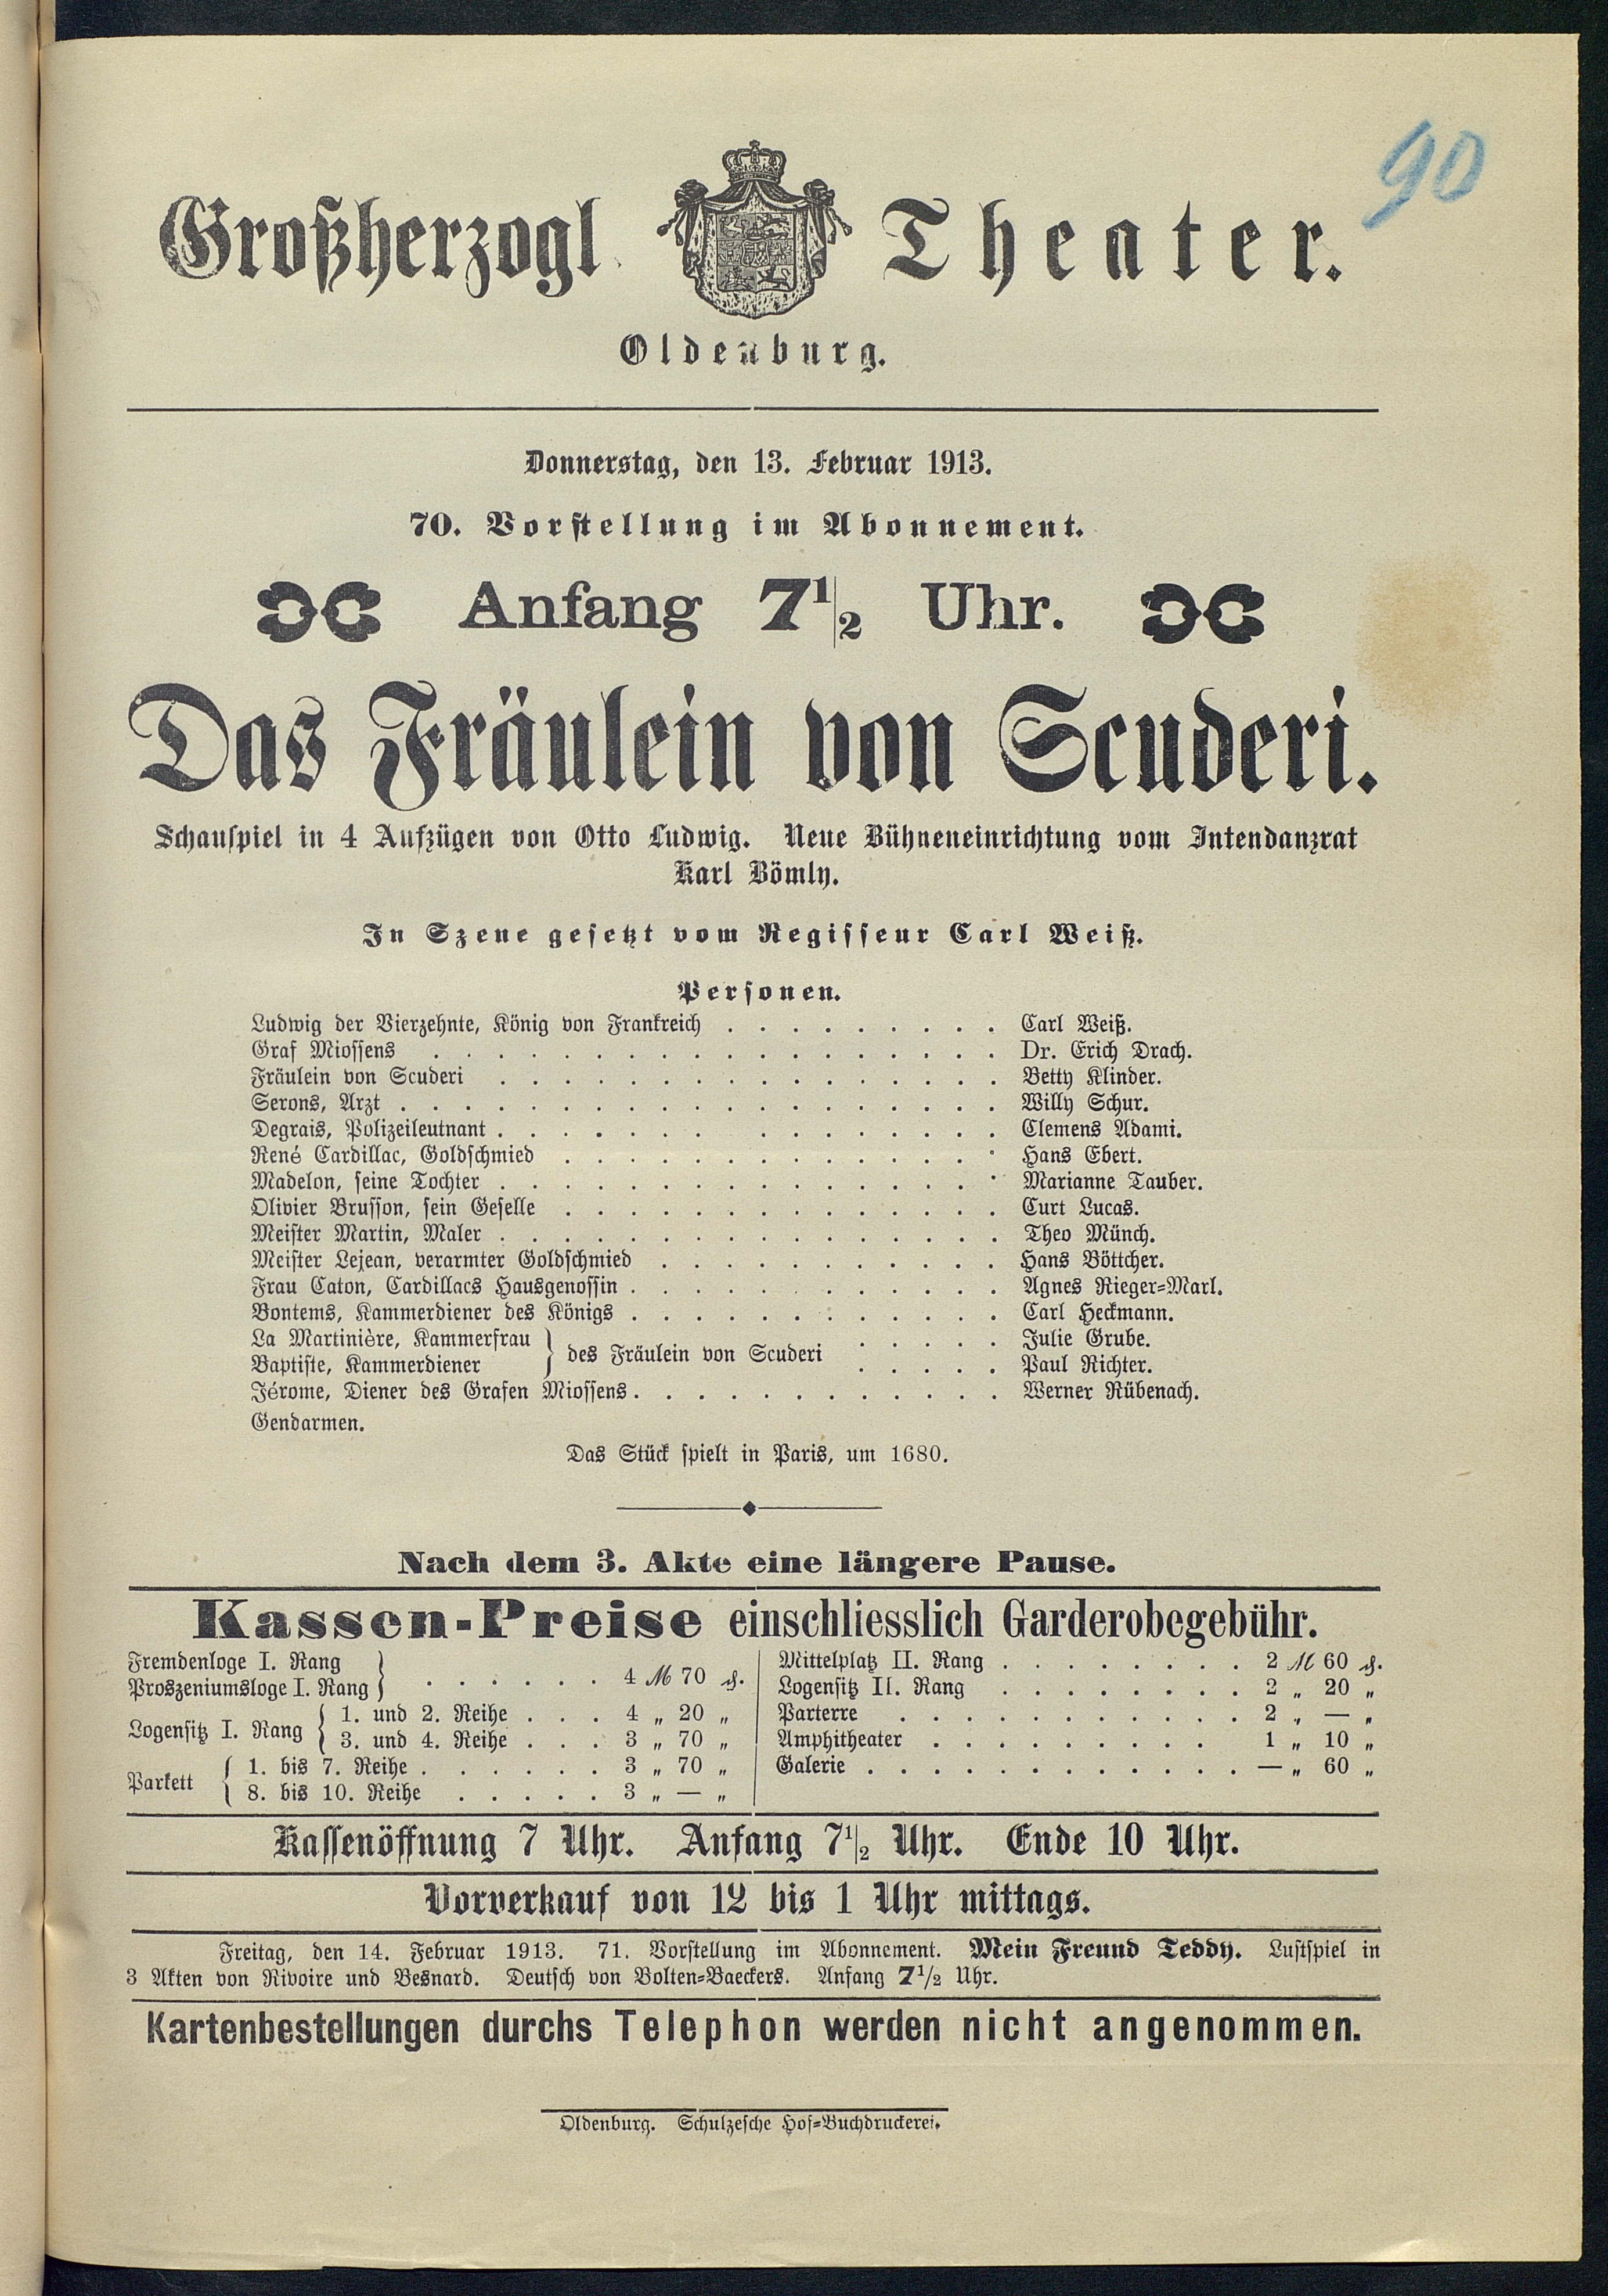 90
Großherzogl. Theater.
Oldenburg.
Donnerstag, den 13. Februar 1913.
70. Vorstellung im Abonnement.
Anfang 7 1/2 Uhr.
Das Fräulein von Scuderi.
Schauspiel in 4 Aufzügen von Otto Ludwig. Neue Bühneneinrichtung vom Intendanzrat
Karl Bömly.
In Szene gesetzt vom Regisseur Carl Weiß.
Personen.
Ludwig der Vierzehnte, König von Frankreich . . . . . . . . . Carl Weiß.
Graf Miossens . . . . . . . . . . . . . . . . . . Dr. Erich Drach.
Fräulein von Scuderi . . . . . . . . . . . . . . . . Betty Klinder.
Serons, Arzt . . . . . . . . . . . . . . . . . . . Willy Schur.
Degrais, Polizeileutnant . . . . . . . . . . . . . . . . Clemens Adami.
René Cardillac, Goldschmied . . . . . . . . . . . . . . Hans Ebert.
Madelon, seine Tochter . . . . . . . . . . . . . . . . Marianne Tauber.
Olivier Brusson, sein Geselle . . . . . . . . . . . . . . Curt Lucas.
Meister Martin, Maler . . . . . . . . . . . . . . . . Theo Münch.
Meister Lejean, verarmter Goldschmied . . . . . . . . . . . Hans Böttcher.
Frau Caton, Cardillacs Hausgenossin . . . . . . . . . . . . Agnes Rieger-Marl.
Bontems, Kammerdiener des Königs . . . . . . . . . . . . Carl Heckmann.
La Martinière, Kammerfrau } des Fräulein von Scuderi . . . . . Julie Grube.
Baptiste, Kammerdiener . . . . . Paul Richter.
Jérome, Diener des Grafen Miossens . . . . . . . . . . . . Werner Rübenach.
Gendarmen.
Das Stück spielt in Paris, um 1680.
Nach dem 3. Akte eine längere Pause.
Kassen-Preise einschliesslich Garderobegebühr.
Fremdenloge I. Rang
Proszeniumsloge I. Rang } . . . . . . 4 M 70 ₰.
Logensitz I. Rang { 1. und 2. Reihe . . . 4 „ 20 „
3. und 4. Reihe . . . 3 „ 70 „
Parkett { 1. bis 7. Reihe . . . . . . 3 „ 70 „
8. bis 10. Reihe . . . . . 3 „ — „
Mittelplatz II. Rang . . . . . . . . 2 M 60 ₰.
Logensitz II. Rang . . . . . . . . 2 „ 20 „
Parterre . . . . . . . . . . . 2 „ — „
Amphitheater . . . . . . . . . 1 „ 10 „
Galerie . . . . . . . . . . . . — „ 60 „
Kassenöffnung 7 Uhr. Anfang 7 1/2 Uhr. Ende 10 Uhr.
Vorverkauf von 12 bis 1 Uhr mittags.
Freitag, den 14. Februar 1913. 71. Vorstellung im Abonnement. Mein Freund Teddy. Lustspiel in
3 Akten von Rivoire und Besnard. Deutsch von Bolten-Baeckers. Anfang 7 1/2 Uhr.
Kartenbestellungen durchs Telephon werden nicht angenommen.
Oldenburg. Schulzesche Hof-Buchdruckerei.